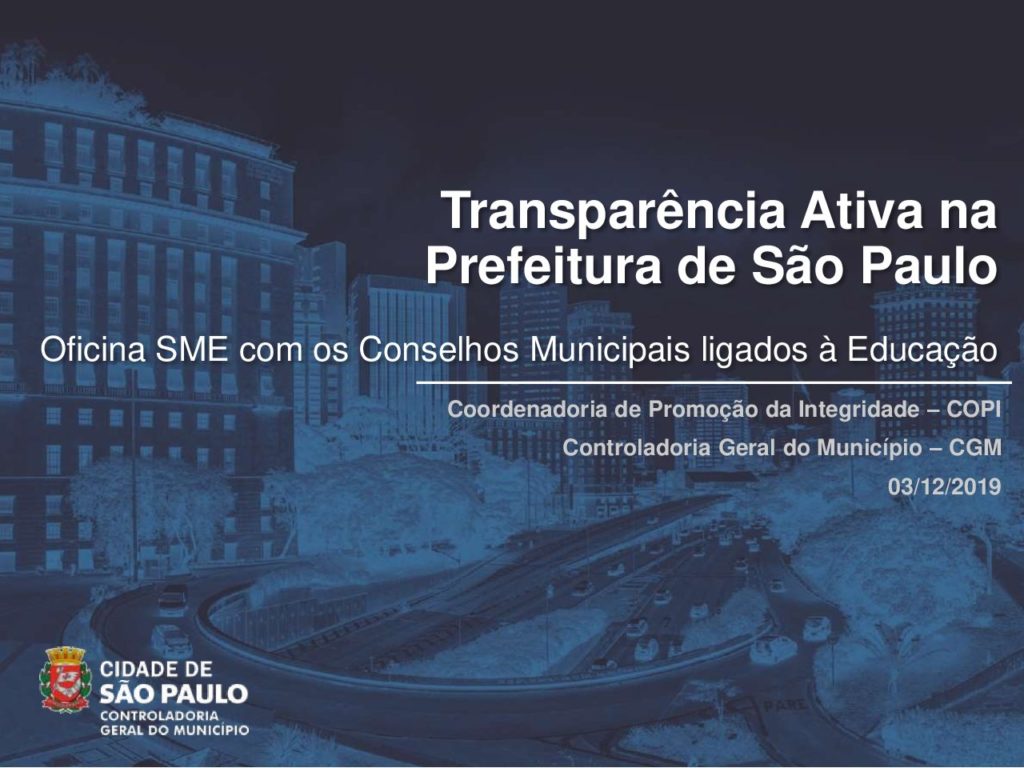 Transparência Ativa na
Prefeitura de São Paulo
Oficina SME com os Conselhos Municipais ligados à Educação
Coordenadoria de Promoção da Integridade – COPI
Controladoria Geral do Município – CGM
03/12/2019
CIDADE DE
SÃO PAULO
CONTROLADORIA
GERAL DO MUNICÍPIO
PARE